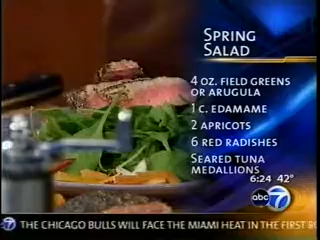 SPRING
SALAD
4 OZ. FIELD GREENS
OR ARUGULA
1 C. EDAMAME
2 APRICOTS
6 RED RADISHES
SEARED TUNA
MEDALLIONS
6:24 42°
abc 7
7 THE CHICAGO BULLS WILL FACE THE MIAMI HEAT IN THE FIRST